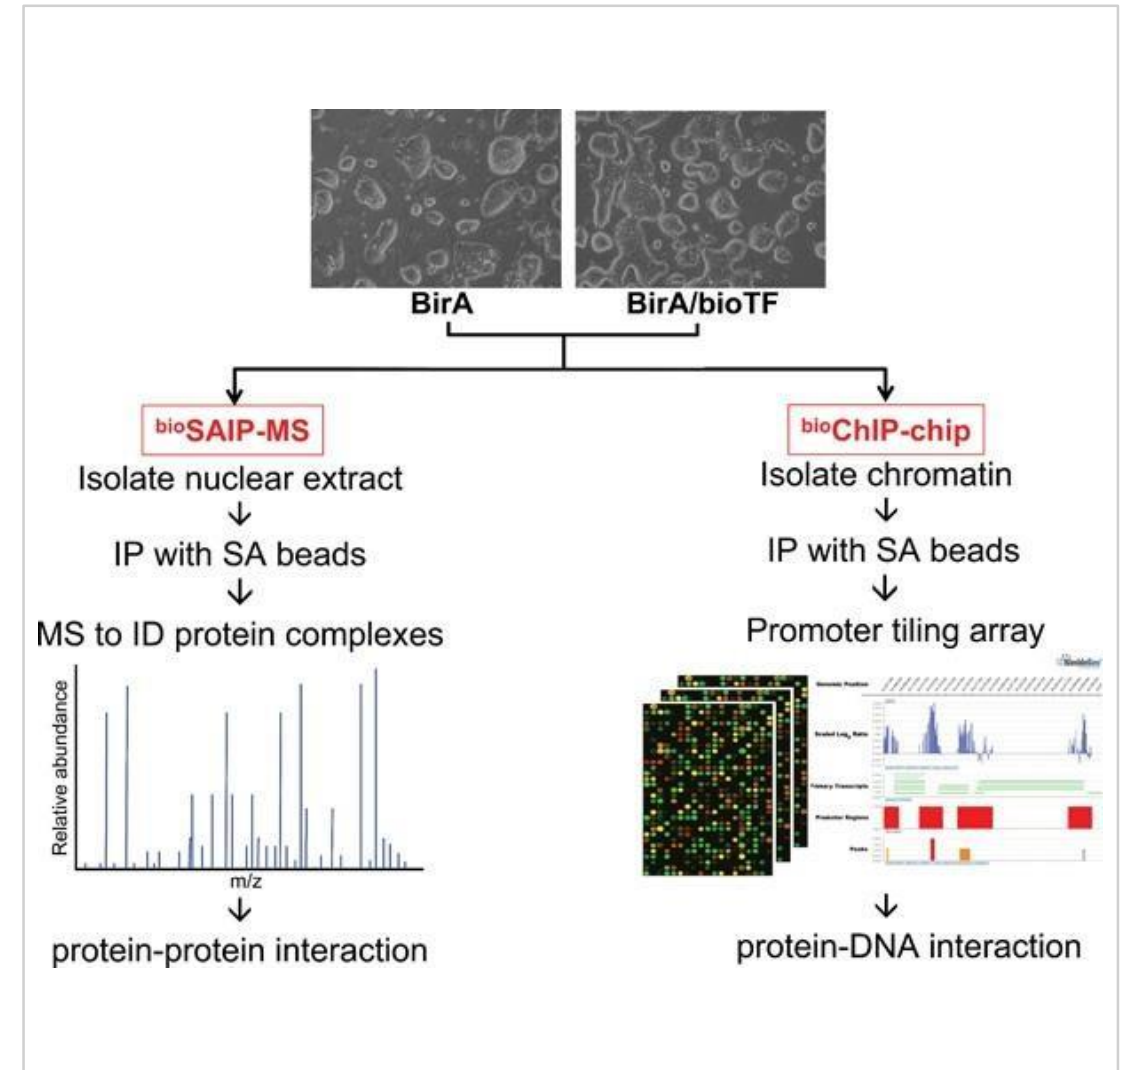 BirA
BirA/bioTF
bioSAIP-MS
bioChIP-chip
Isolate nuclear extract
Isolate chromatin
IP with SA beads
IP with SA beads
MS to ID protein complexes
Promoter tiling array
Relative abundance
m/z
Genomic Position
Scaled Log2 Ratio
Primary Transcripts
Promoter Regions
Peaks
protein-protein interaction
protein-DNA interaction